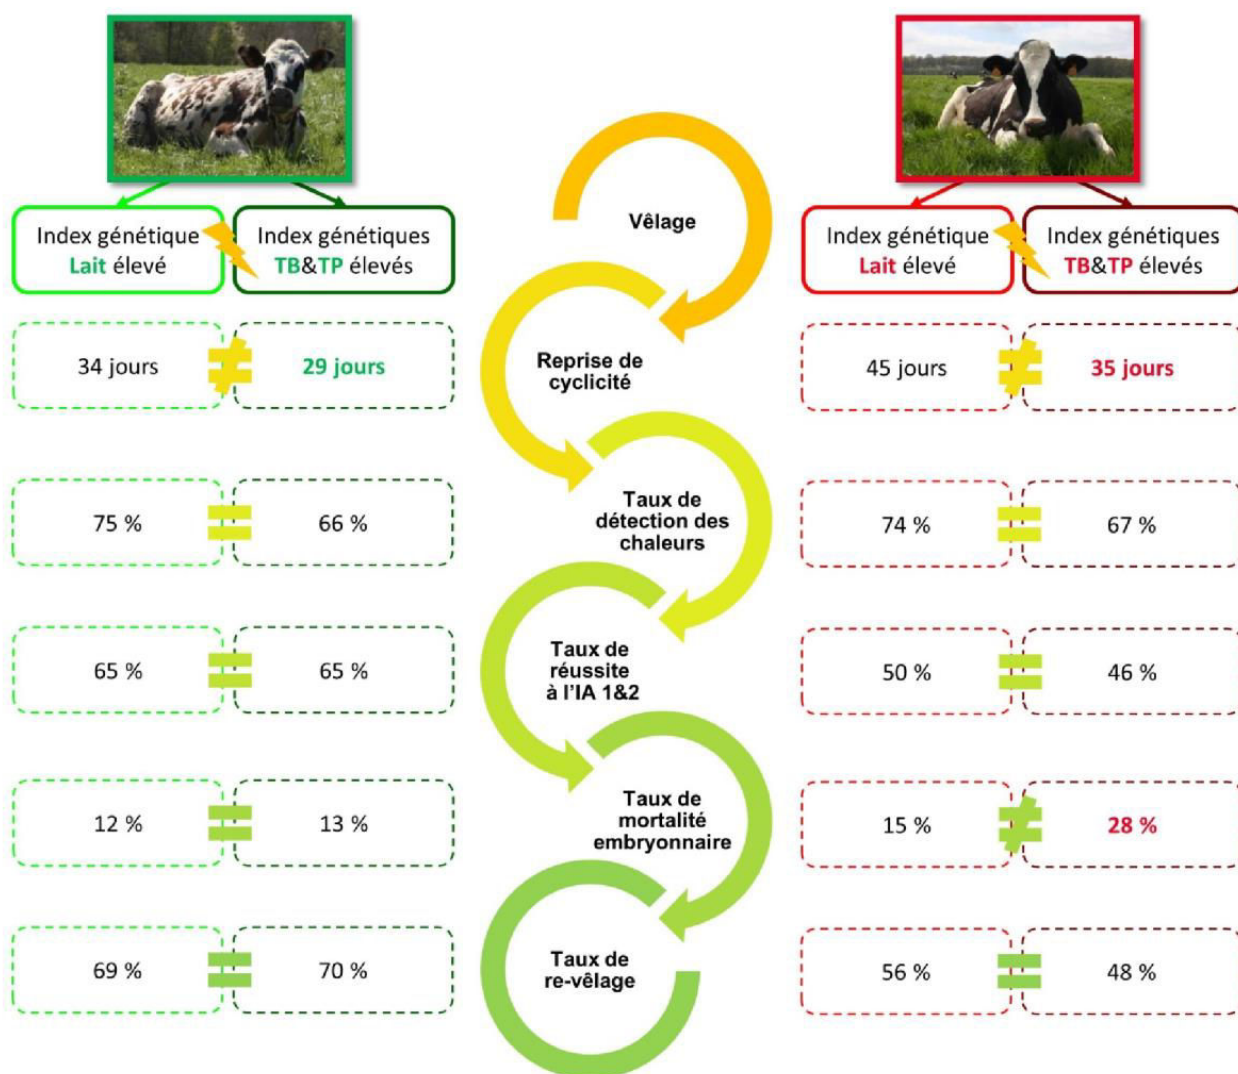 Index génétique
Lait élevé
Index génétiques
TB&TP élevés
Vêlage
Index génétique
Lait élevé
Index génétiques
TB&TP élevés
34 jours
29 jours
Reprise de
cyclicité
45 jours
35 jours
75 %
66 %
Taux de
détection des
chaleurs
74 %
67 %
65 %
65 %
Taux de
réussite
à l'IA 1&2
50 %
46 %
12 %
13 %
Taux de
mortalité
embryonnaire
15 %
28 %
69 %
70 %
Taux de
re-vêlage
56 %
48 %